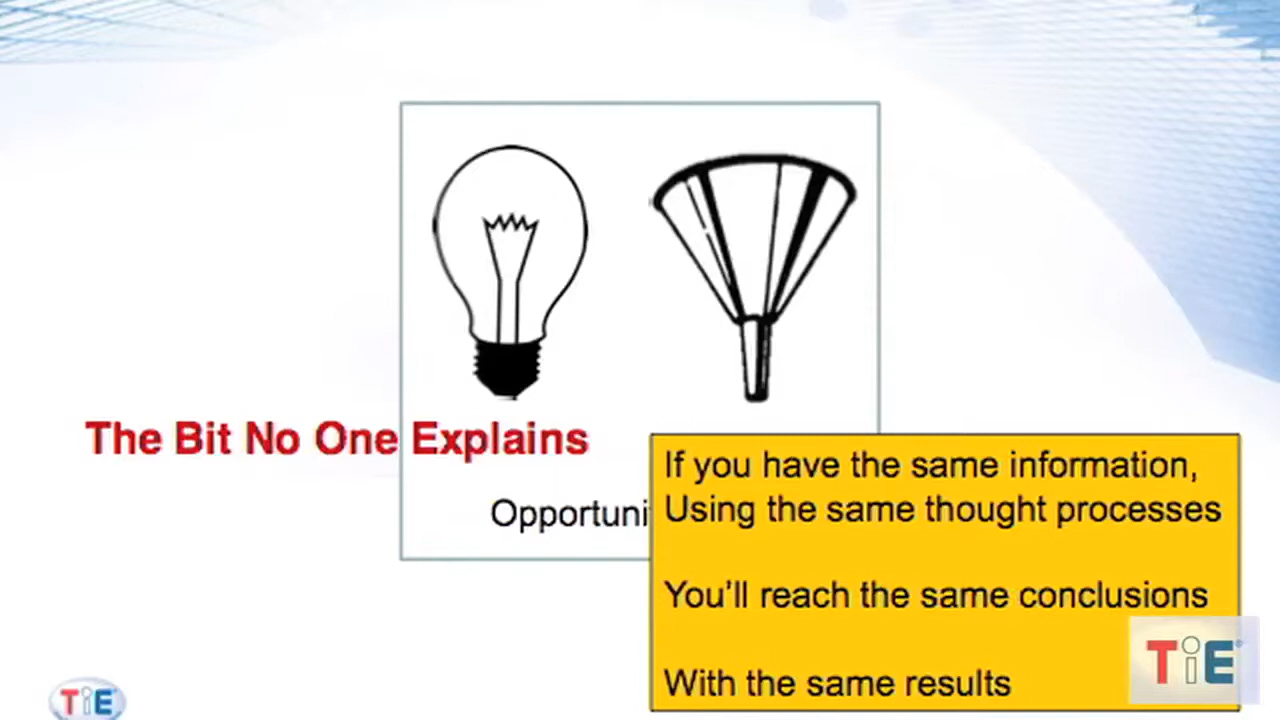 The Bit No One Explains
Opportuni
If you have the same information,
Using the same thought processes
You'll reach the same conclusions
With the same results
TiE
TiE